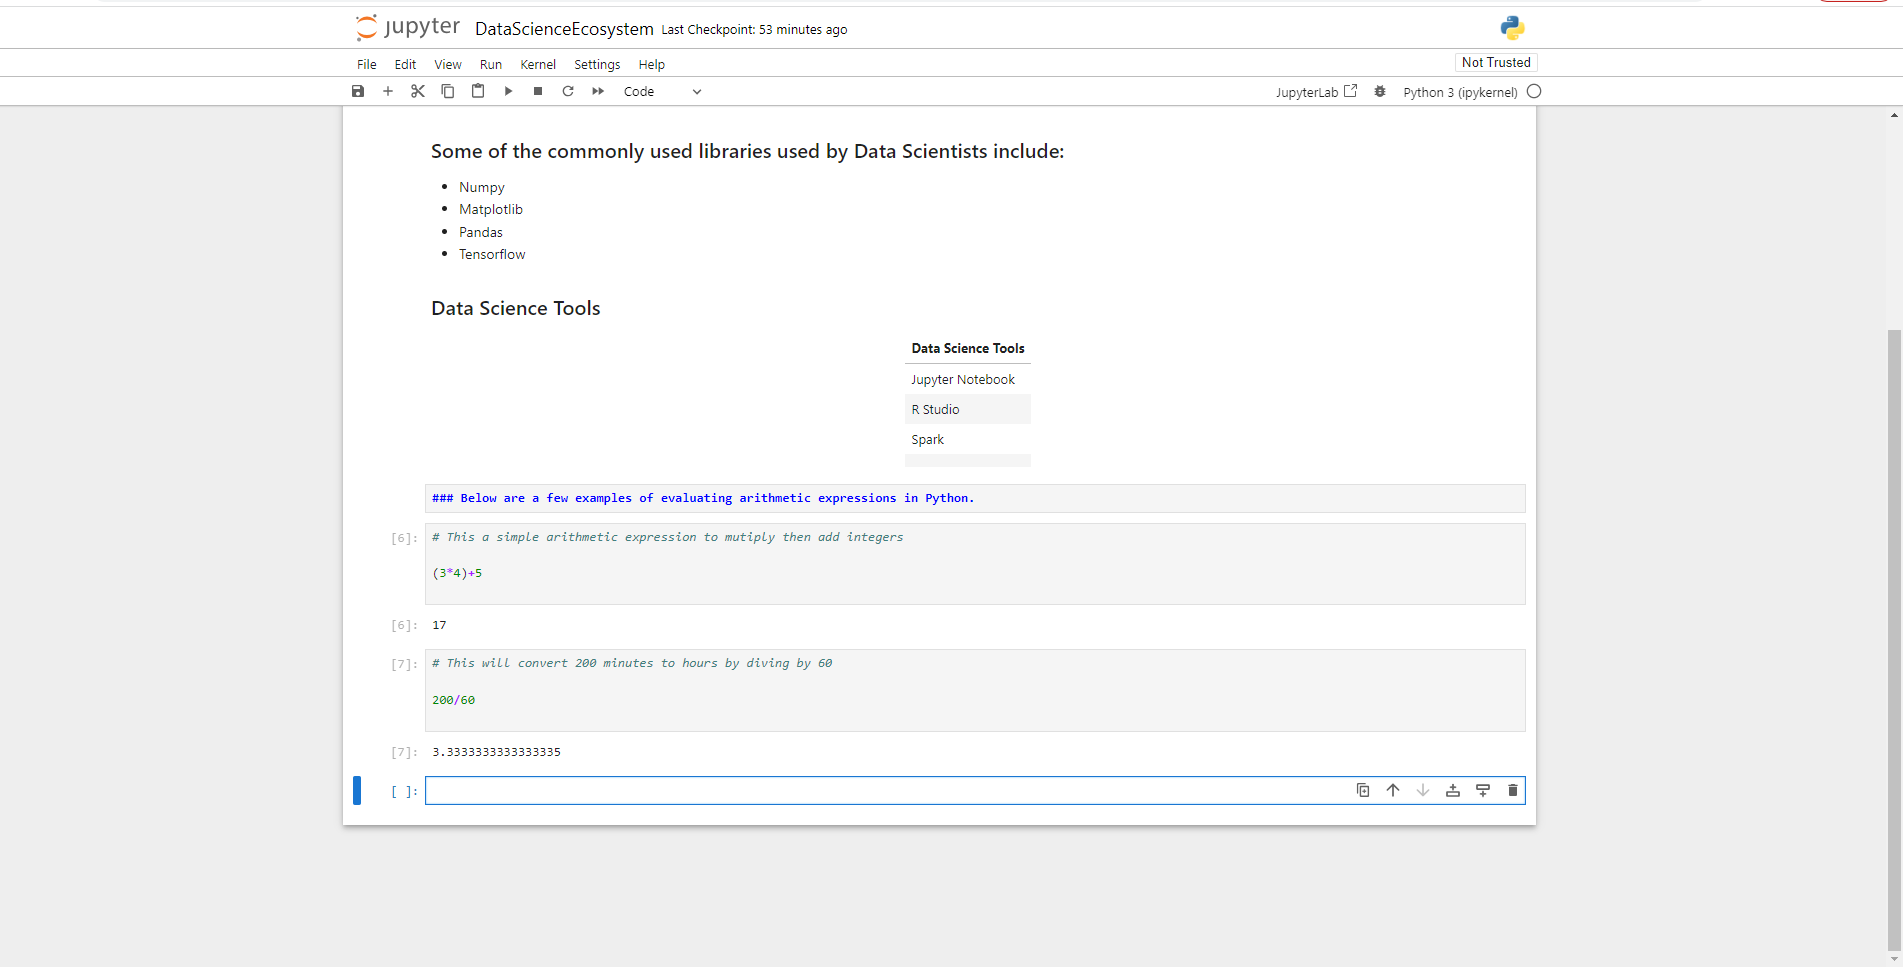 jupyter DataScienceEcosystem Last Checkpoint: 53 minutes ago
File Edit View Run Kernel Settings Help Not Trusted
Code JupyterLab Python 3 (ipykernel)
Some of the commonly used libraries used by Data Scientists include:
Numpy
Matplotlib
Pandas
Tensorflow
Data Science Tools
Data Science Tools
Jupyter Notebook
R Studio
Spark
### Below are a few examples of evaluating arithmetic expressions in Python.
[6]: # This a simple arithmetic expression to mutiply then add integers
(3*4)+5
[6]: 17
[7]: # This will convert 200 minutes to hours by diving by 60
200/60
[7]: 3.3333333333333335
[ ]: